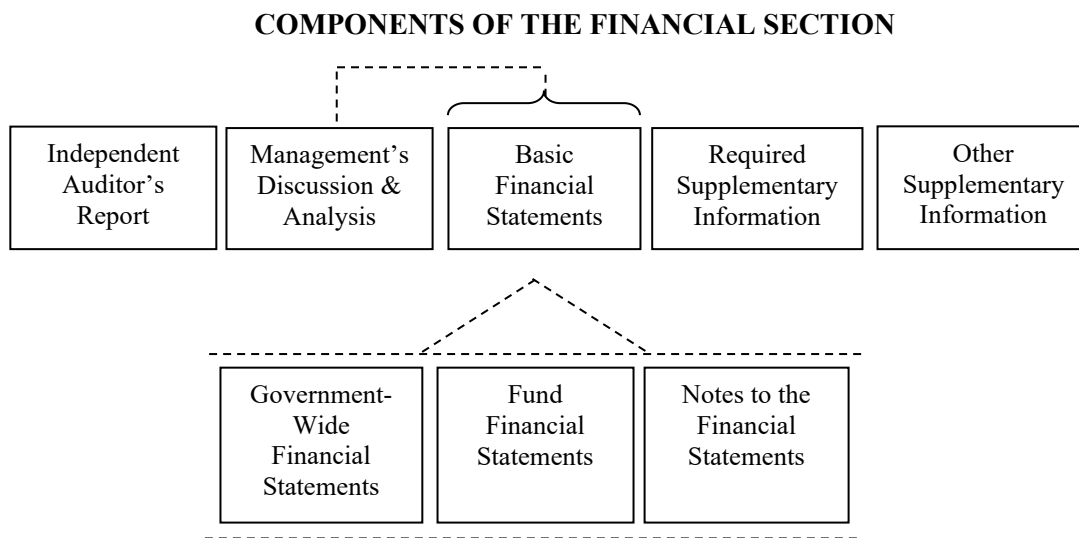 COMPONENTS OF THE FINANCIAL SECTION
Independent
Auditor's
Report
Management's
Discussion &
Analysis
Basic
Financial
Statements
Required
Supplementary
Information
Other
Supplementary
Information
Government-
Wide
Financial
Statements
Fund
Financial
Statements
Notes to the
Financial
Statements